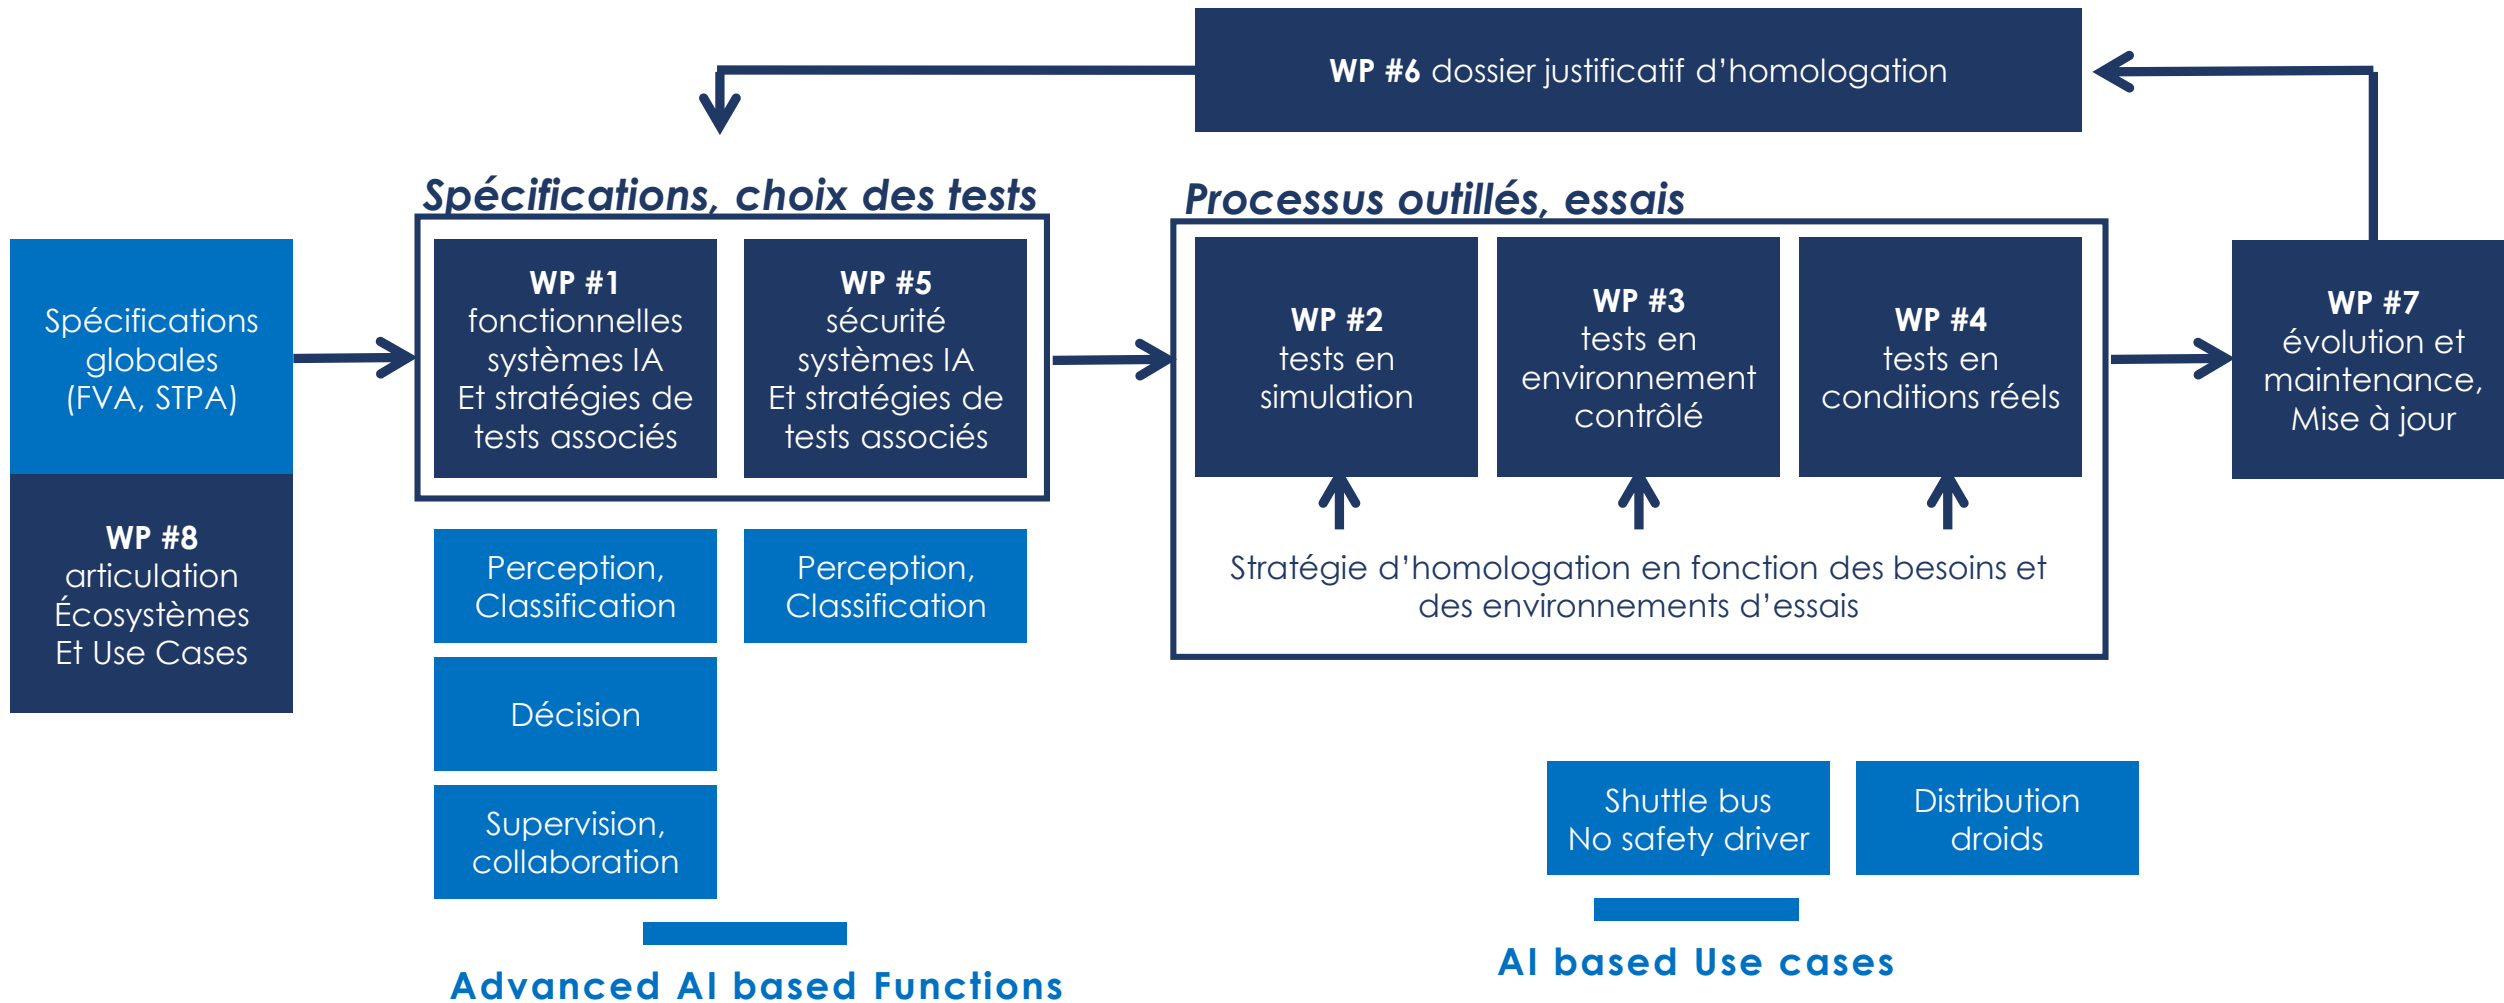 WP #6 dossier justificatif d’homologation
Spécifications, choix des tests
Processus outillés, essais
Spécifications
globales
(FVA, STPA)
WP #8
articulation
Écosystèmes
Et Use Cases
WP #1
fonctionnelles
systèmes IA
Et stratégies de
tests associés
WP #5
sécurité
systèmes IA
Et stratégies de
tests associés
WP #2
tests en
simulation
WP #3
tests en
environnement
contrôlé
WP #4
tests en
conditions réels
WP #7
évolution et
maintenance,
Mise à jour
Stratégie d’homologation en fonction des besoins et
des environnements d’essais
Perception,
Classification
Perception,
Classification
Décision
Supervision,
collaboration
Shuttle bus
No safety driver
Distribution
droids
Advanced AI based Functions
AI based Use cases